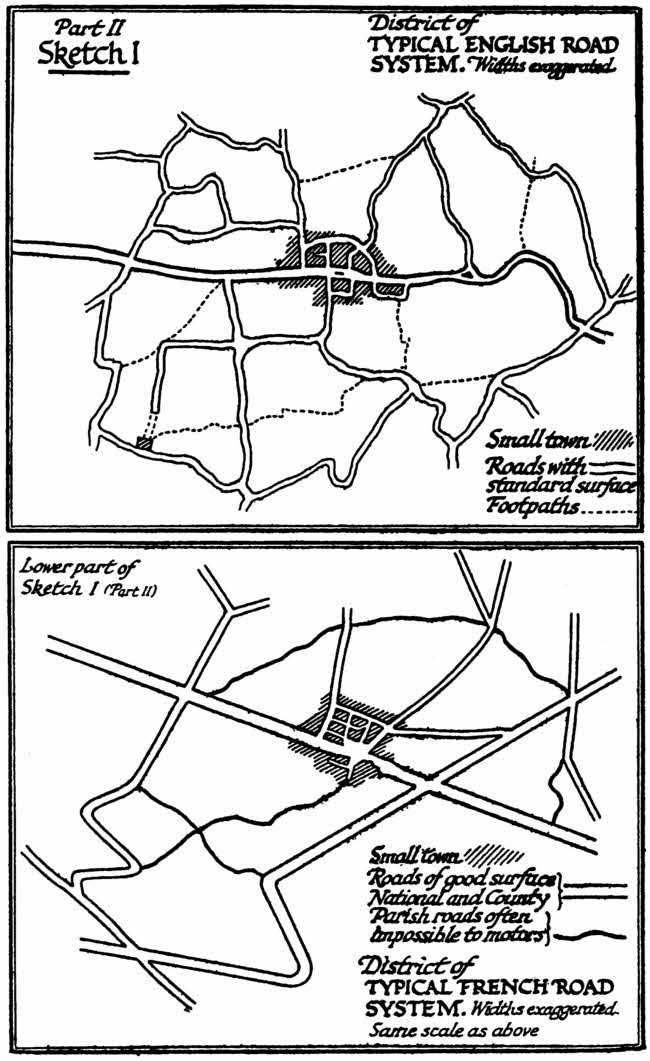 Part II
Sketch I
District of
TYPICAL ENGLISH ROAD
SYSTEM. Widths exaggerated.
Small town
Roads with
standard surface
Footpaths
Lower part of
Sketch I (Part II)
Small town
Roads of good surface
National and County
Parish roads often
impossible to motors
District of
TYPICAL FRENCH ROAD
SYSTEM. Widths exaggerated.
Same scale as above